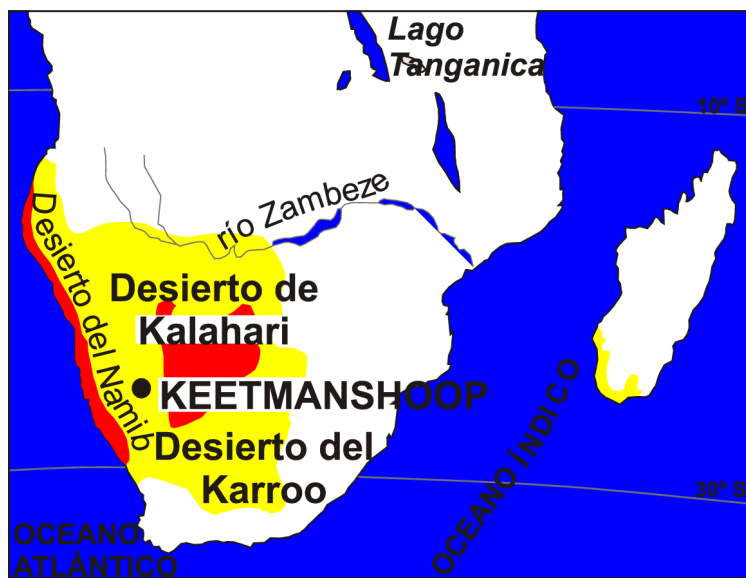 Lago
Tanganica
10º S
río Zambeze
Desierto del Namib
Desierto de
Kalahari
KEETMANSHOOP
Desierto del
Karroo
OCEANO ÍNDICO
30º S
OCEANO
ATLÁNTICO